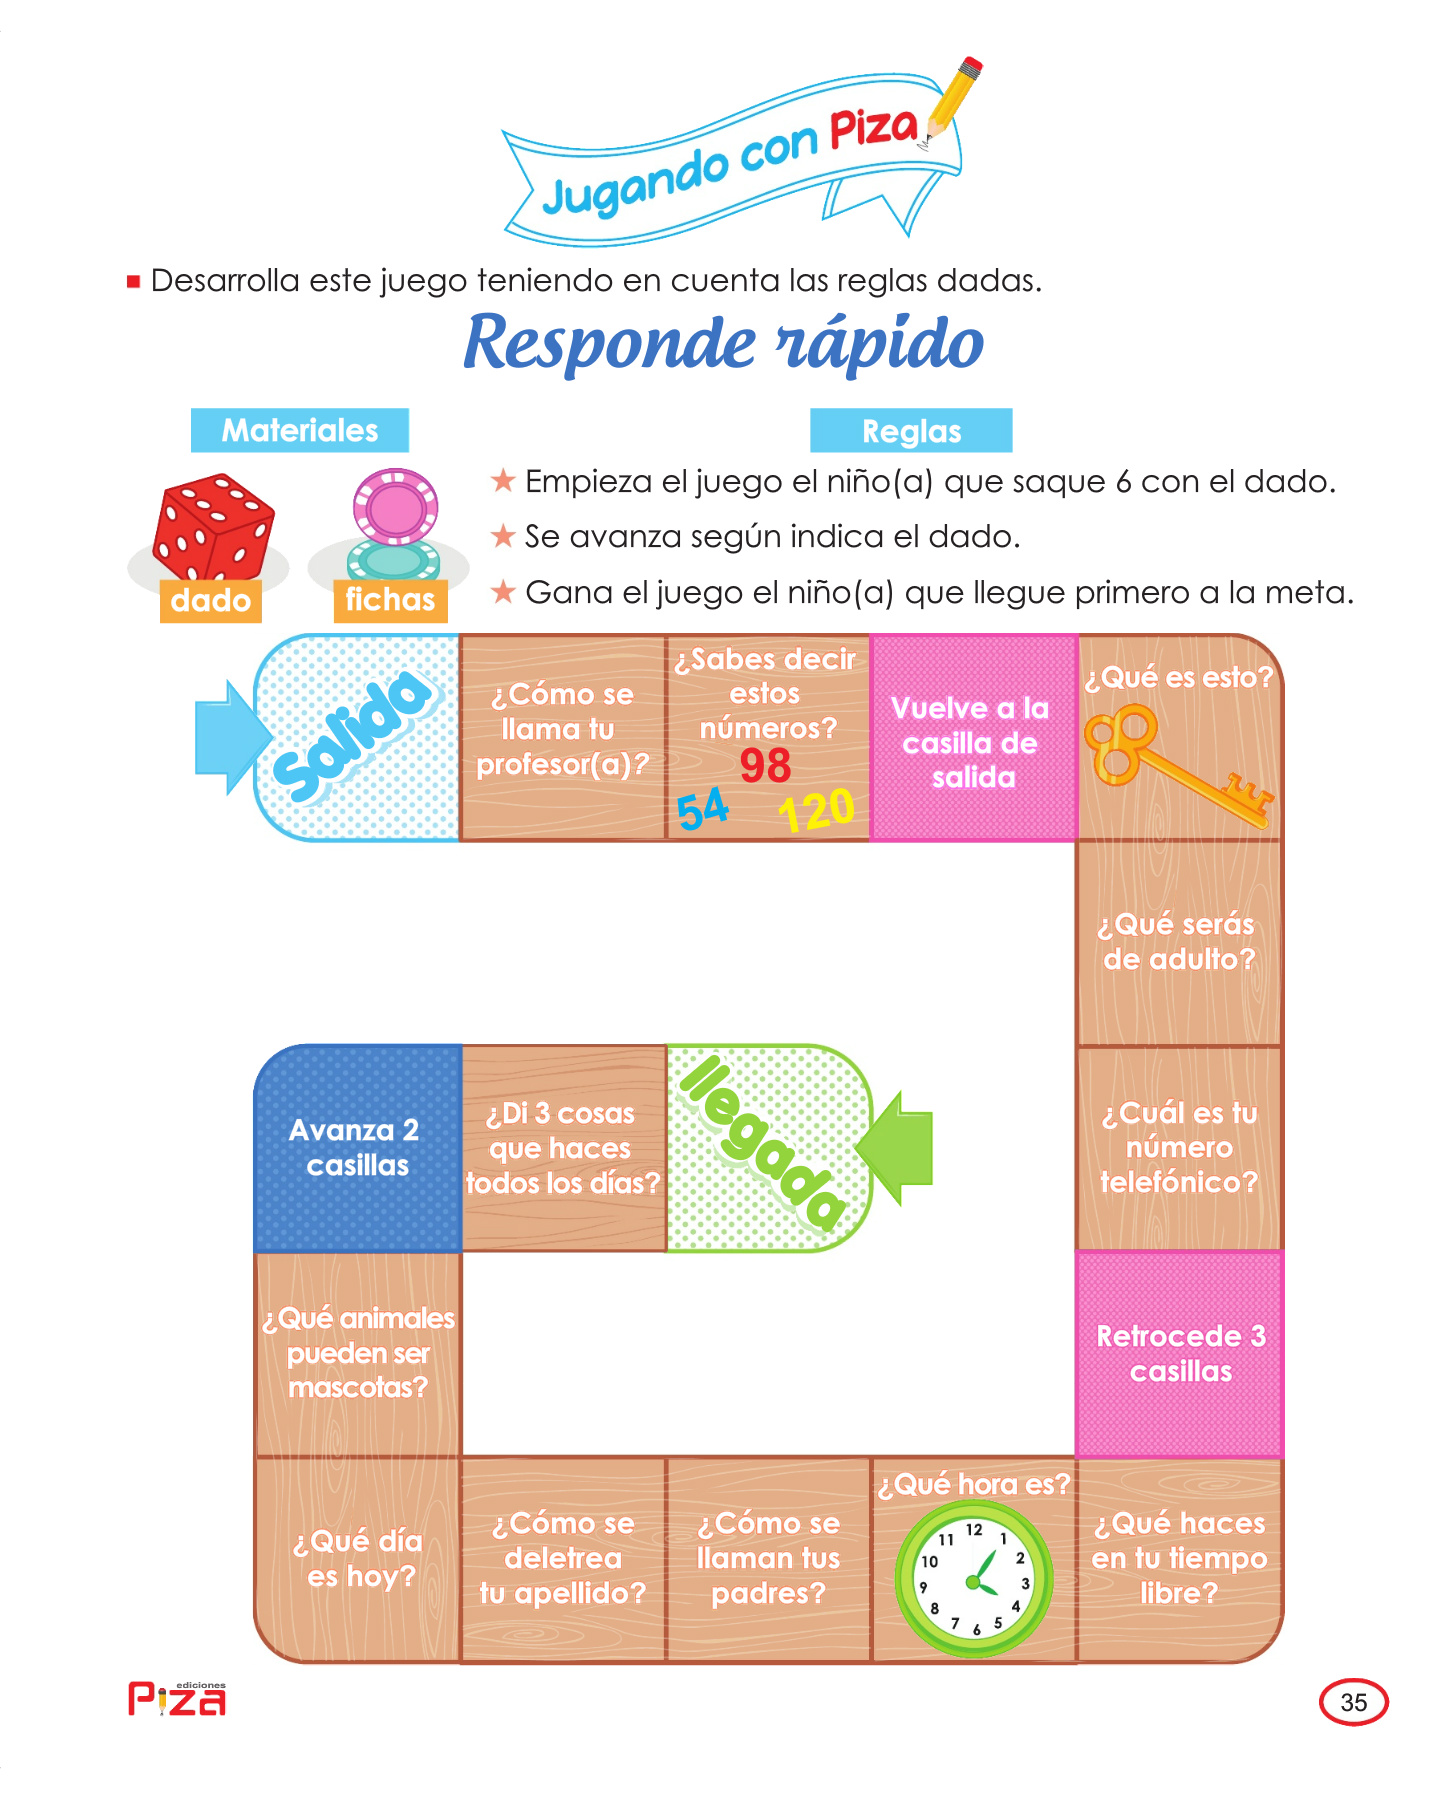 Jugando con Piza
Desarrolla este juego teniendo en cuenta las reglas dadas.
Responde rápido
Materiales
dado
fichas
Reglas
Empieza el juego el niño(a) que saque 6 con el dado.
Se avanza según indica el dado.
Gana el juego el niño(a) que llegue primero a la meta.
Salida
¿Cómo se
llama tu
profesor(a)?
¿Sabes decir
estos
números?
98
54
120
Vuelve a la
casilla de
salida
¿Qué es esto?
¿Qué serás
de adulto?
¿Cuál es tu
número
telefónico?
Retrocede 3
casillas
¿Qué haces
en tu tiempo
libre?
¿Qué hora es?
12
1
2
3
4
5
6
7
8
9
10
11
¿Cómo se
llaman tus
padres?
¿Cómo se
deletrea
tu apellido?
¿Qué día
es hoy?
¿Qué animales
pueden ser
mascotas?
Avanza 2
casillas
¿Di 3 cosas
que haces
todos los días?
llegada
ediciones
Piza
35